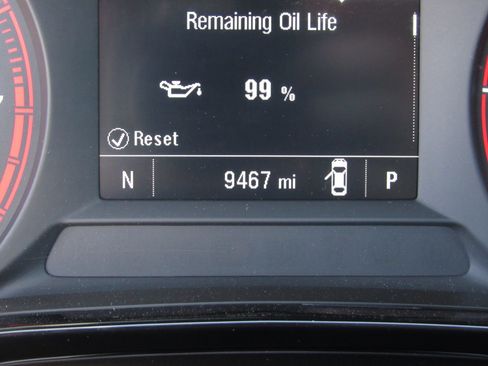 Remaining Oil Life
99 %
Reset
N 9467 mi P